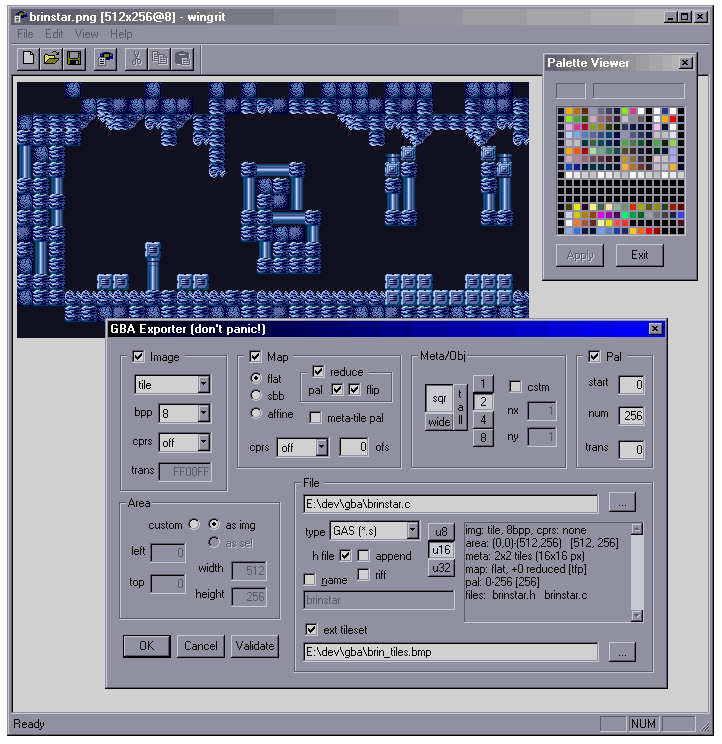 brinstar.png [512x256@8] - wingrit
File Edit View Help
Palette Viewer
Apply Exit
GBA Exporter (don't panic!)
Image
tile
bpp 8
cprs off
trans FF00FF
Map
flat
sbb
affine
reduce
pal flip
meta-tile pal
cprs off 0 ofs
Meta/Obj
sqr
tall
wide
1
2
4
8
cstm
nx 1
ny 1
Pal
start 0
num 256
trans 0
Area
custom as img
as sel
left 0
top 0
width 512
height 256
OK Cancel Validate
File
E:\dev\gba\brinstar.c ...
type GAS (*.s)
h file append
name riff
brinstar
u8
u16
u32
img: tile, 8bpp, cprs: none
area: (0,0)-(512,256) [512, 256]
meta: 2x2 tiles (16x16 px)
map: flat, +0 reduced [tfp]
pal: 0-256 [256]
files: brinstar.h brinstar.c
ext tileset
E:\dev\gba\brin_tiles.bmp ...
Ready NUM